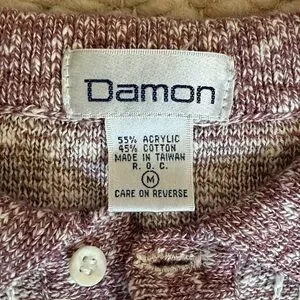 Damon
55% ACRYLIC
45% COTTON
MADE IN TAIWAN
R. O. C.
M
CARE ON REVERSE